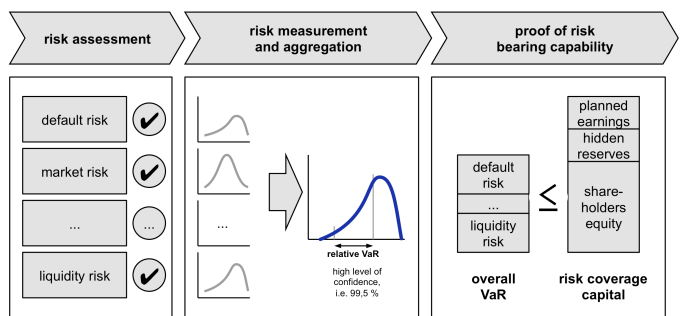 risk assessment
risk measurement
and aggregation
proof of risk
bearing capability
default risk
market risk
...
...
liquidity risk
...
relative VaR
high level of
confidence,
i.e. 99,5 %
default
risk
...
liquidity
risk
≤
planned
earnings
hidden
reserves
share-
holders
equity
overall
VaR
risk coverage
capital